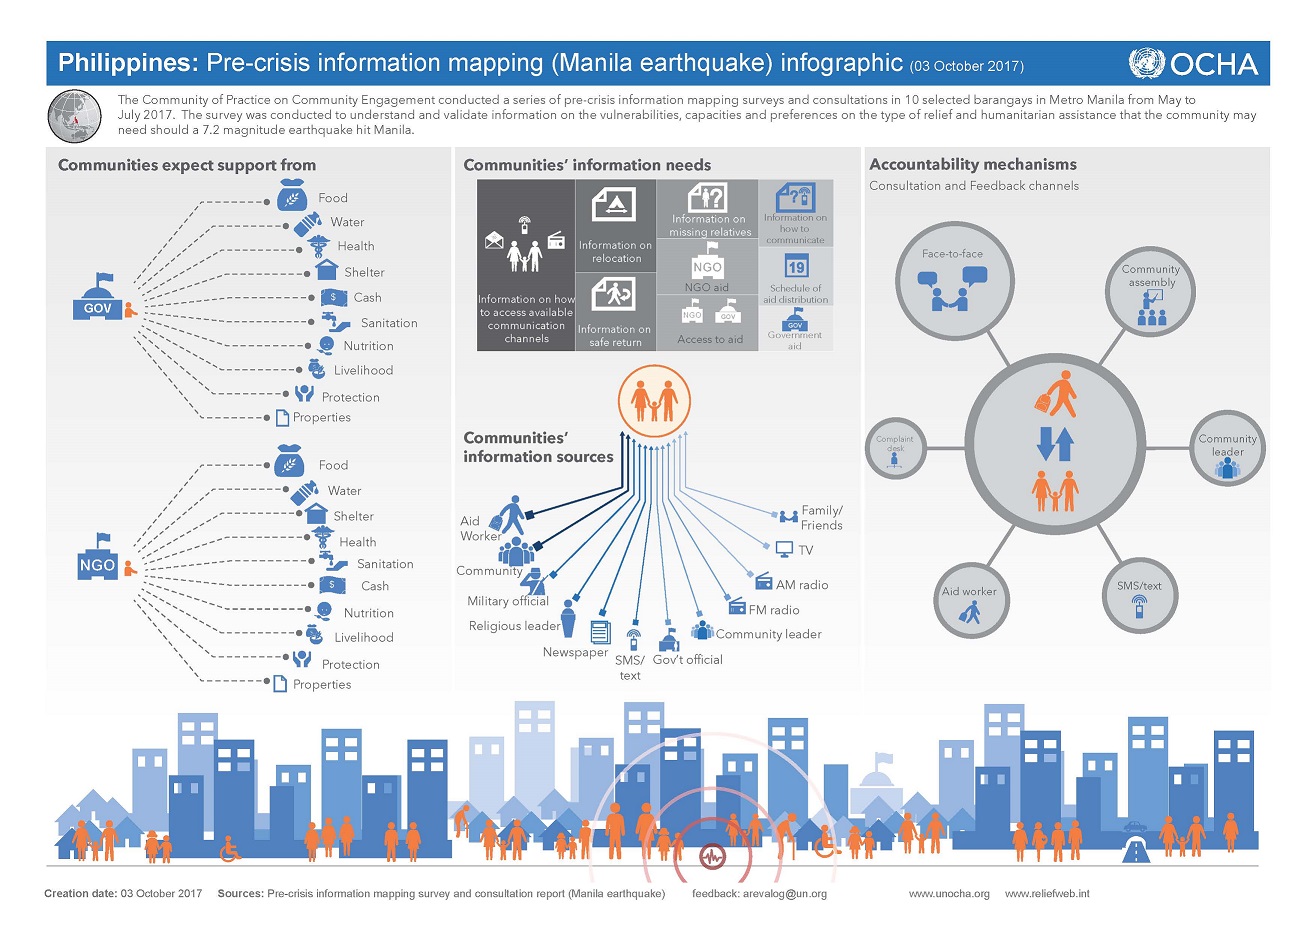 Philippines: Pre-crisis information mapping (Manila earthquake) infographic (03 October 2017)
OCHA
The Community of Practice on Community Engagement conducted a series of pre-crisis information mapping surveys and consultations in 10 selected barangays in Metro Manila from May to
July 2017. The survey was conducted to understand and validate information on the vulnerabilities, capacities and preferences on the type of relief and humanitarian assistance that the community may
need should a 7.2 magnitude earthquake hit Manila.
Communities expect support from
GOV
Food
Water
Health
Shelter
Cash
Sanitation
Nutrition
Livelihood
Protection
Properties
NGO
Food
Water
Shelter
Health
Sanitation
Cash
Nutrition
Livelihood
Protection
Properties
Communities' information needs
Information on how
to access available
communication
channels
Information on
relocation
Information on
safe return
Information on
missing relatives
NGO
NGO aid
NGO
GOV
Access to aid
Information on
how to
communicate
19
Schedule of
aid distribution
GOV
Government
aid
Communities'
information sources
Aid
Worker
Community
Military official
Religious leader
Newspaper
SMS/
text
Gov't official
Community leader
FM radio
AM radio
TV
Family/
Friends
Accountability mechanisms
Consultation and Feedback channels
Face-to-face
Community
assembly
Complaint
desk
Community
leader
Aid worker
SMS/text
Creation date: 03 October 2017 Sources: Pre-crisis information mapping survey and consultation report (Manila earthquake) feedback: arevalog@un.org www.unocha.org www.reliefweb.int